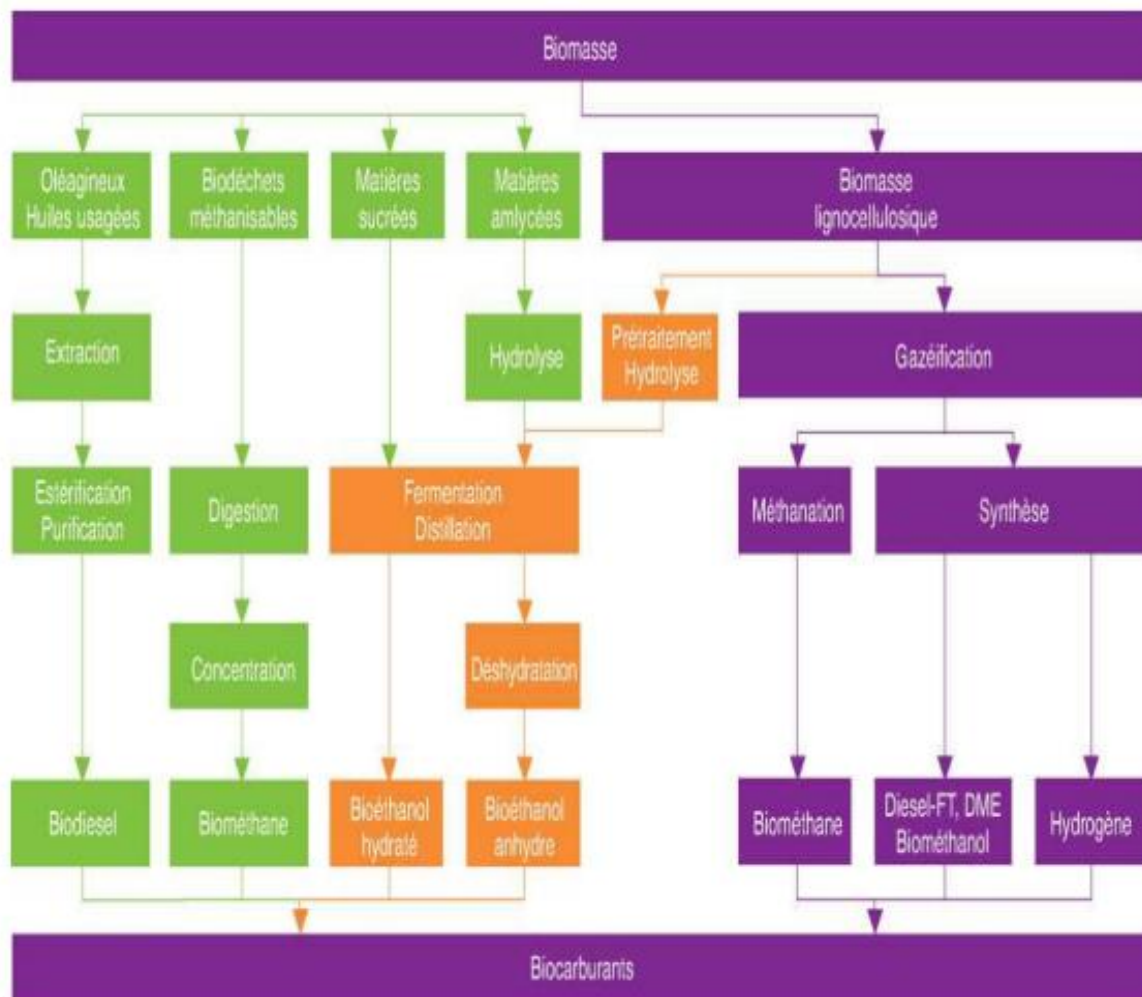 Biomasse
Oléagineux
Huiles usagées
Biodéchets
méthanisables
Matières
sucrées
Matières
amlycées
Biomasse
lignocellulosique
Extraction
Hydrolyse
Prétraitement
Hydrolyse
Gazéification
Estérification
Purification
Digestion
Fermentation
Distillation
Méthanation
Synthèse
Concentration
Déshydratation
Biodiesel
Biométhane
Bioéthanol
hydraté
Bioéthanol
anhydre
Biométhane
Diesel-FT, DME
Biométhanol
Hydrogène
Biocarburants